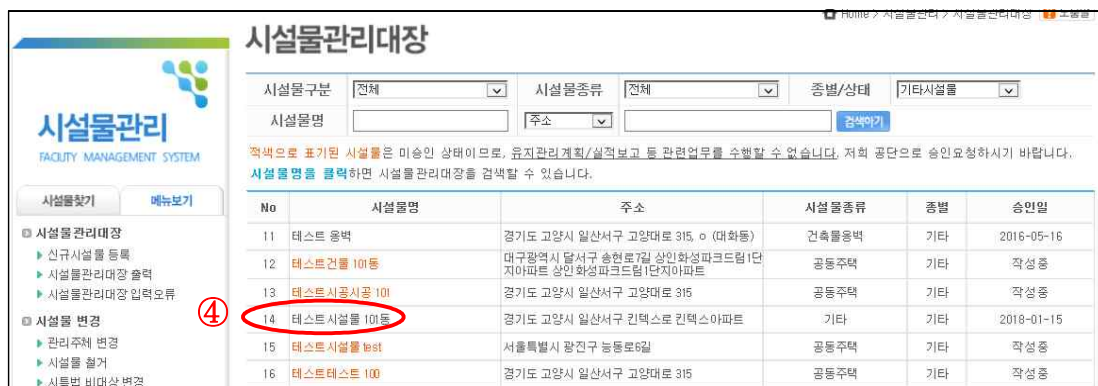 Home > 시설물관리 > 시설물관리대장 도움말
시설물관리대장
시설물관리
FACIUTY MANAGEMENT SYSTEM
시설물찾기 메뉴보기
시설물관리대장
신규시설물 등록
시설물관리대장 출력
시설물관리대장 입력오류
시설물 변경
관리주체 변경
시설물 철거
시특법 비대상 변경
시설물구분 전체 시설물종류 전체 종별/상태 기타시설물
시설물명 주소 검색하기
적색으로 표기된 시설물은 미승인 상태이므로, 유지관리계획/실적보고 등 관련업무를 수행할 수 없습니다. 저희 공단으로 승인요청하시기 바랍니다.
시설물명을 클릭하면 시설물관리대장을 검색할 수 있습니다.
No 시설물명 주소 시설물종류 종별 승인일
11 테스트 옹벽 경기도 고양시 일산서구 고양대로 315, ㅇ (대화동) 건축물옹벽 기타 2016-05-16
12 테스트건물 101동 대구광역시 달서구 송현로7길 상인화성파크드림1단
지아파트 상인화성파크드림1단지아파트 공동주택 기타 작성중
13 테스트시공시공 101 경기도 고양시 일산서구 고양대로 315 공동주택 기타 작성중
④ 14 테스트시설물 101동 경기도 고양시 일산서구 킨텍스로 킨텍스아파트 기타 기타 2018-01-15
15 테스트시설물 test 서울특별시 광진구 능동로6길 공동주택 기타 작성중
16 테스트테스트 100 경기도 고양시 일산서구 고양대로 315 공동주택 기타 작성중